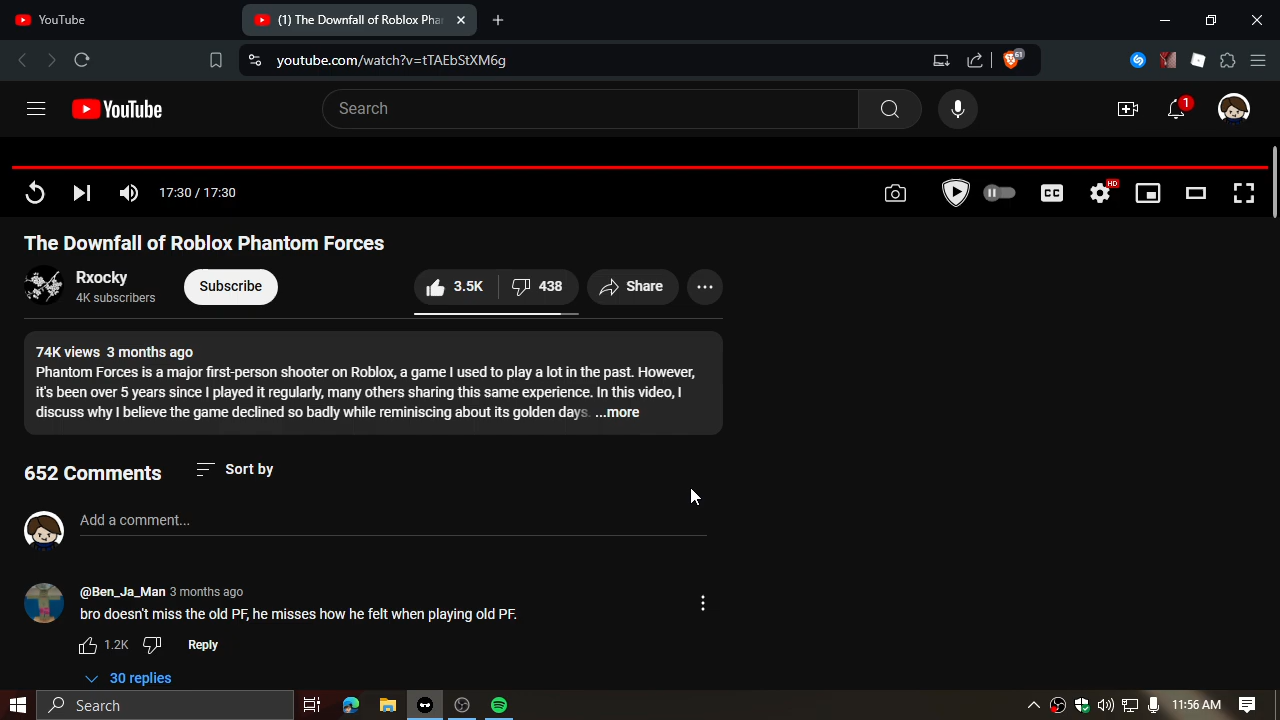 YouTube
(1) The Downfall of Roblox Pha
youtube.com/watch?v=tTAEbStXM6g
61
YouTube
Search
1
17:30 / 17:30
CC
HD
The Downfall of Roblox Phantom Forces
Rxocky
4K subscribers
Subscribe
3.5K
438
Share
74K views 3 months ago
Phantom Forces is a major first-person shooter on Roblox, a game I used to play a lot in the past. However,
it's been over 5 years since I played it regularly, many others sharing this same experience. In this video, I
discuss why I believe the game declined so badly while reminiscing about its golden days. ...more
652 Comments
Sort by
Add a comment...
@Ben_Ja_Man 3 months ago
bro doesn't miss the old PF, he misses how he felt when playing old PF.
1.2K
Reply
30 replies
Search
11:56 AM